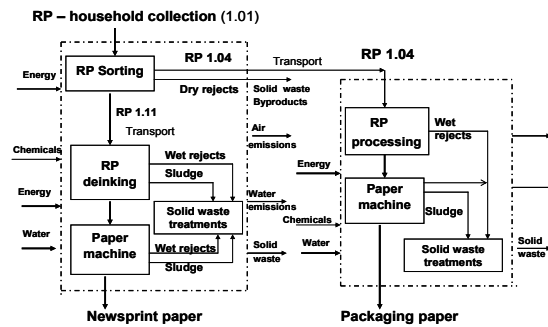 RP – household collection (1.01)
RP 1.04
Transport
RP 1.04
Energy
RP Sorting
Dry rejects
Solid waste
Byproducts
RP 1.11
Transport
Air
emissions
Chemicals
RP
deinking
Wet rejects
Sludge
Energy
Water
emissions
Solid waste
treatments
Water
Paper
machine
Wet rejects
Sludge
Solid
waste
Newsprint paper
RP
processing
Wet
rejects
Energy
Paper
machine
Chemicals
Sludge
Water
Solid waste
treatments
Solid
waste
Packaging paper